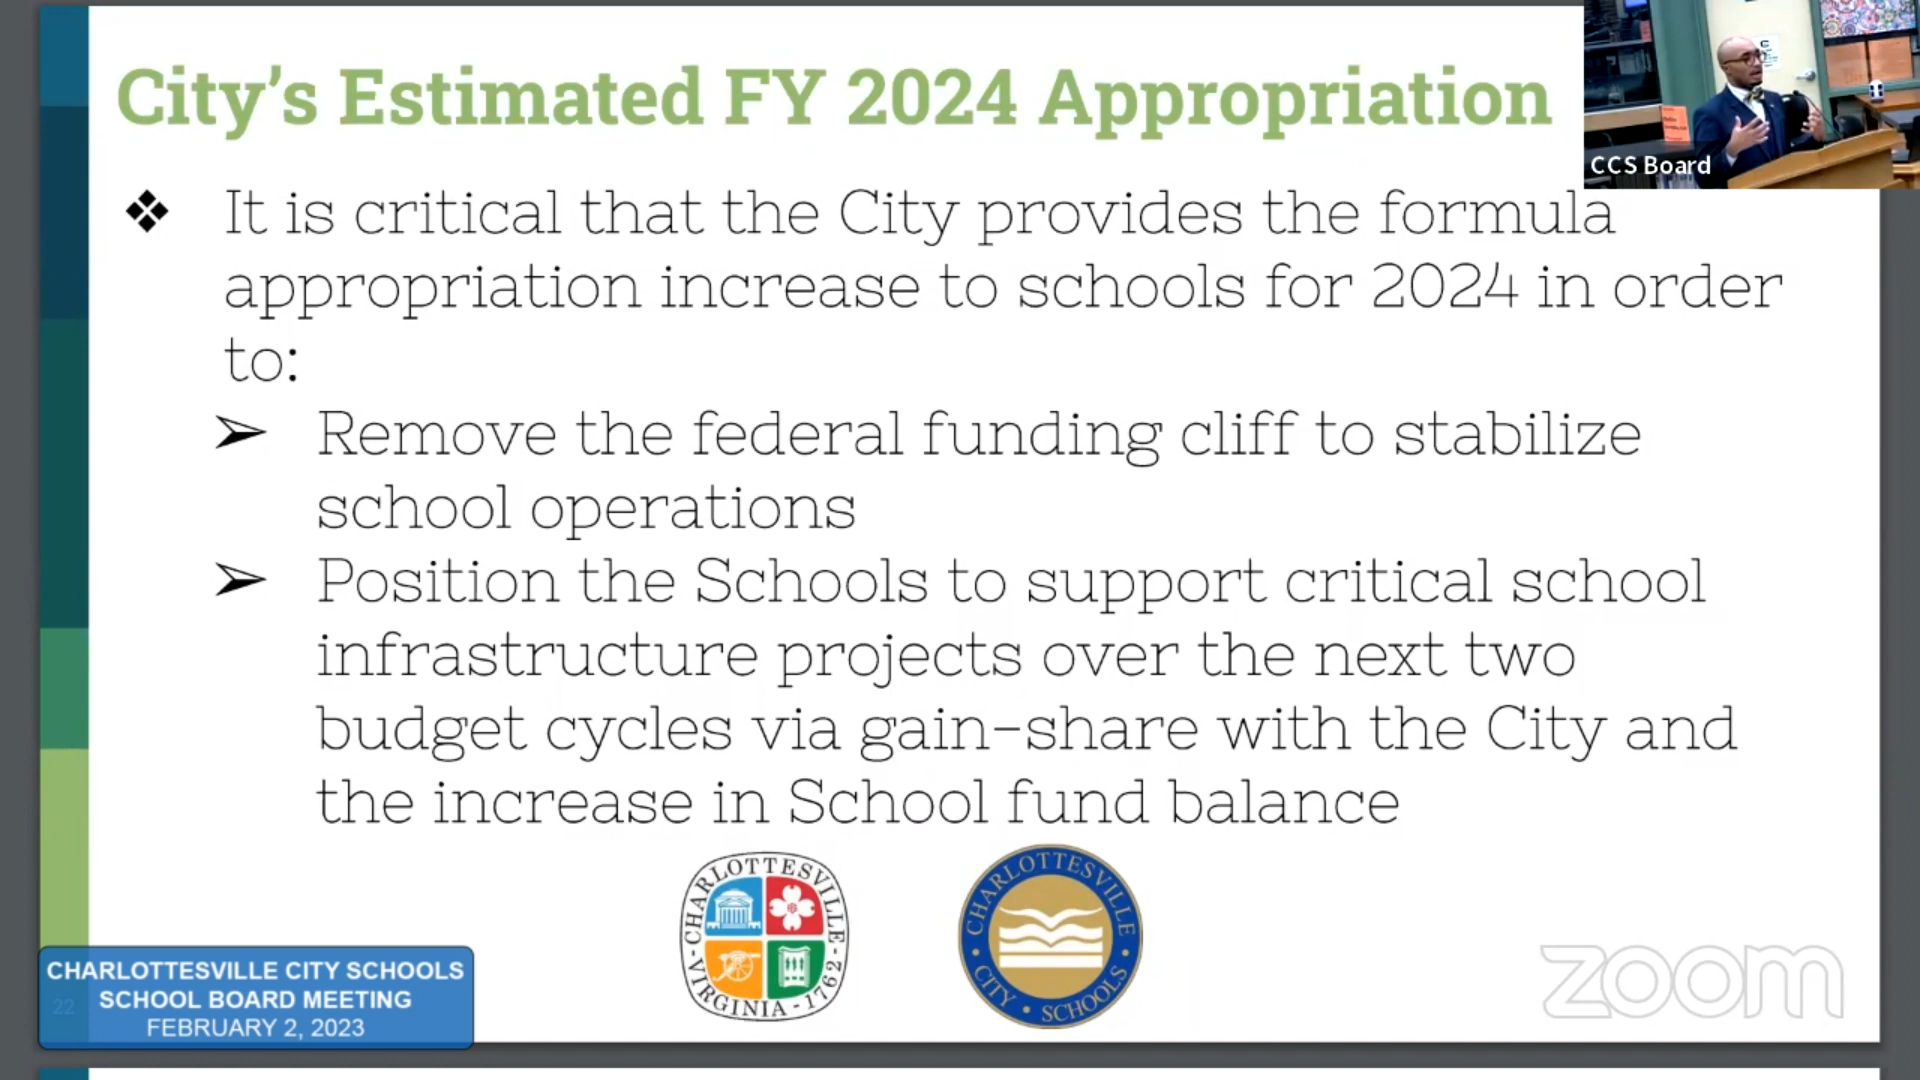 City's Estimated FY 2024 Appropriation
CCS Board
❖ It is critical that the City provides the formula
appropriation increase to schools for 2024 in order
to:
➢ Remove the federal funding cliff to stabilize
school operations
➢ Position the Schools to support critical school
infrastructure projects over the next two
budget cycles via gain-share with the City and
the increase in School fund balance
CHARLOTTESVILLE
VIRGINIA - 1762
CHARLOTTESVILLE
CITY • SCHOOLS
22
CHARLOTTESVILLE CITY SCHOOLS
SCHOOL BOARD MEETING
FEBRUARY 2, 2023
zoom